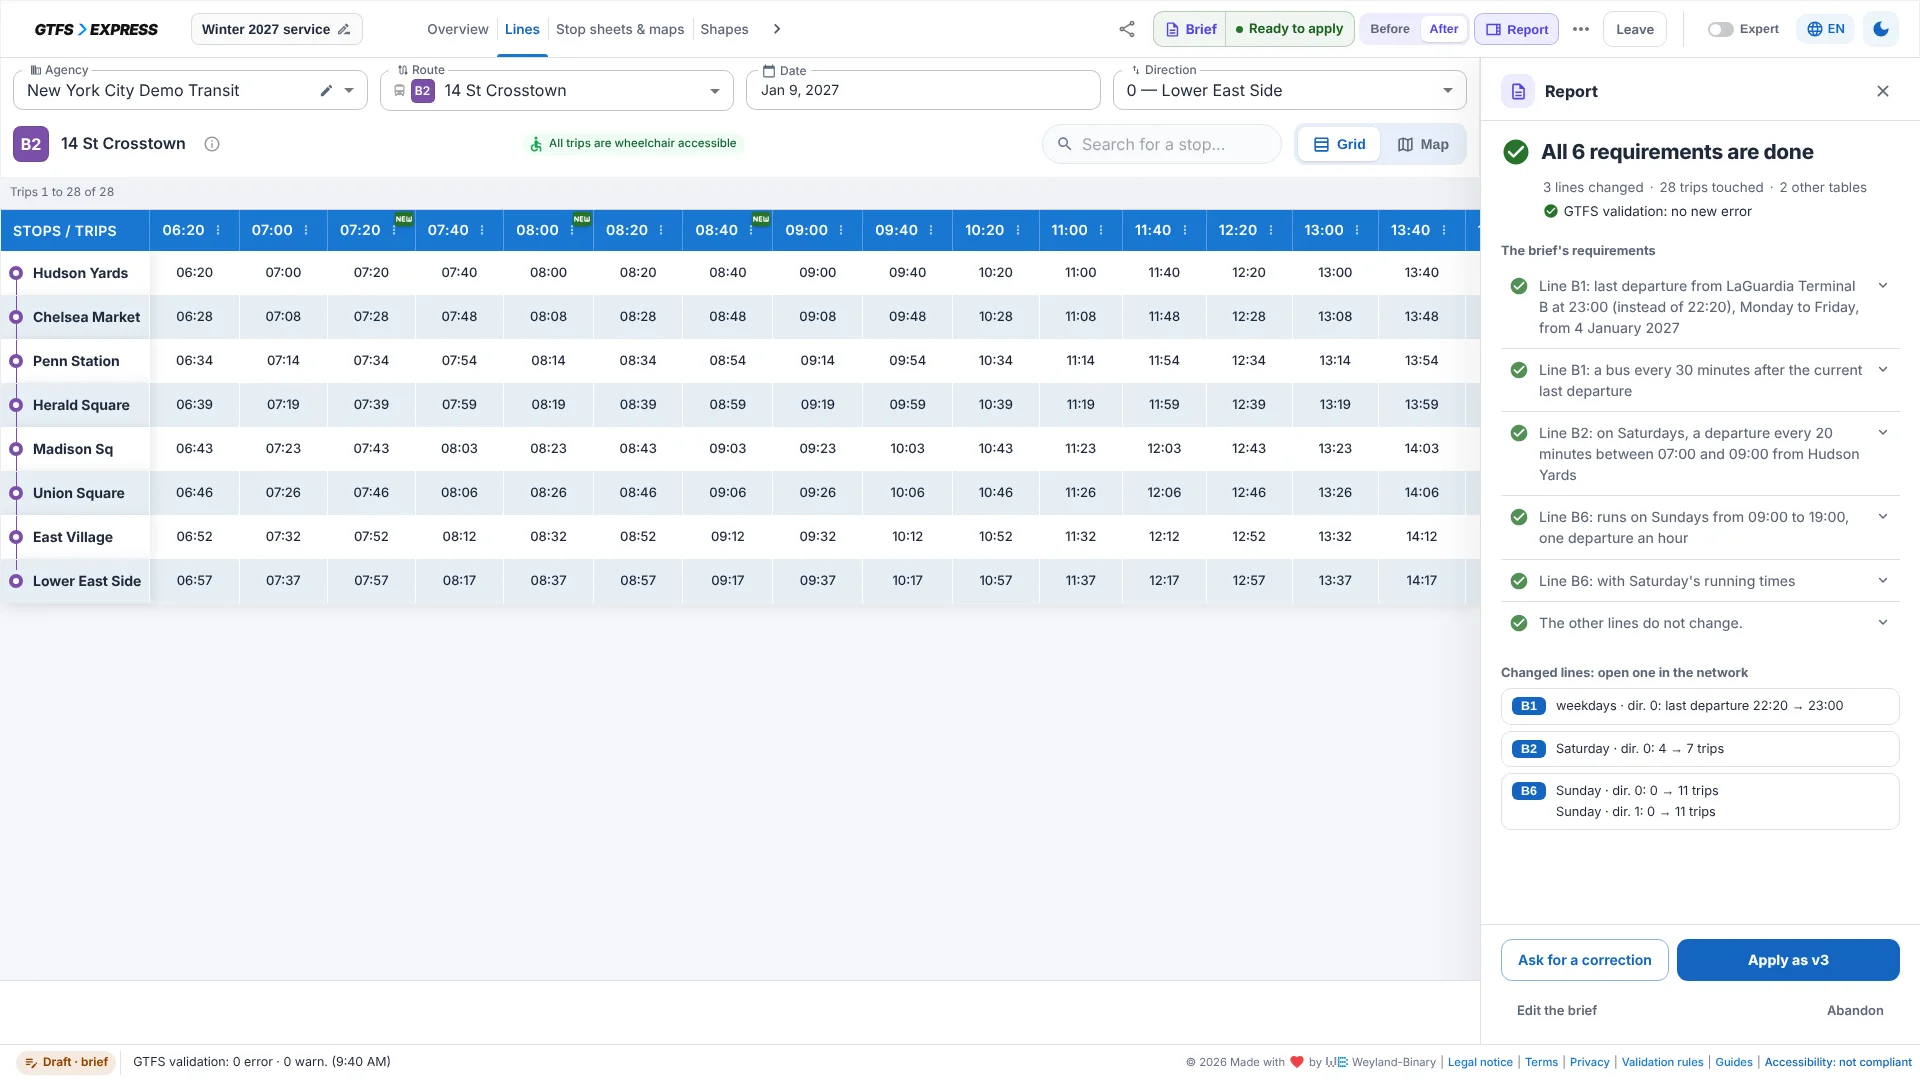 GTFS EXPRESS
Winter 2027 service
Overview
Lines
Stop sheets & maps
Shapes
Brief
Ready to apply
Before
After
Report
Leave
Expert
EN
Agency
New York City Demo Transit
Route
B2 14 St Crosstown
Date
Jan 9, 2027
Direction
0 — Lower East Side
B2 14 St Crosstown
All trips are wheelchair accessible
Search for a stop...
Grid
Map
Trips 1 to 28 of 28
STOPS / TRIPS 06:20 07:00 07:20 NEW 07:40 08:00 NEW 08:20 08:40 NEW 09:00 09:40 10:20 11:00 11:40 12:20 13:00 13:40
Hudson Yards 06:20 07:00 07:20 07:40 08:00 08:20 08:40 09:00 09:40 10:20 11:00 11:40 12:20 13:00 13:40
Chelsea Market 06:28 07:08 07:28 07:48 08:08 08:28 08:48 09:08 09:48 10:28 11:08 11:48 12:28 13:08 13:48
Penn Station 06:34 07:14 07:34 07:54 08:14 08:34 08:54 09:14 09:54 10:34 11:14 11:54 12:34 13:14 13:54
Herald Square 06:39 07:19 07:39 07:59 08:19 08:39 08:59 09:19 09:59 10:39 11:19 11:59 12:39 13:19 13:59
Madison Sq 06:43 07:23 07:43 08:03 08:23 08:43 09:03 09:23 10:03 10:43 11:23 12:03 12:43 13:23 14:03
Union Square 06:46 07:26 07:46 08:06 08:26 08:46 09:06 09:26 10:06 10:46 11:26 12:06 12:46 13:26 14:06
East Village 06:52 07:32 07:52 08:12 08:32 08:52 09:12 09:32 10:12 10:52 11:32 12:12 12:52 13:32 14:12
Lower East Side 06:57 07:37 07:57 08:17 08:37 08:57 09:17 09:37 10:17 10:57 11:37 12:17 12:57 13:37 14:17
Report
All 6 requirements are done
3 lines changed · 28 trips touched · 2 other tables
GTFS validation: no new error
The brief's requirements
Line B1: last departure from LaGuardia Terminal
B at 23:00 (instead of 22:20), Monday to Friday,
from 4 January 2027
Line B1: a bus every 30 minutes after the current
last departure
Line B2: on Saturdays, a departure every 20
minutes between 07:00 and 09:00 from Hudson
Yards
Line B6: runs on Sundays from 09:00 to 19:00,
one departure an hour
Line B6: with Saturday's running times
The other lines do not change.
Changed lines: open one in the network
B1 weekdays · dir. 0: last departure 22:20 → 23:00
B2 Saturday · dir. 0: 4 → 7 trips
B6 Sunday · dir. 0: 0 → 11 trips
Sunday · dir. 1: 0 → 11 trips
Ask for a correction
Apply as v3
Edit the brief
Abandon
Draft · brief
GTFS validation: 0 error · 0 warn. (9:40 AM)
© 2026 Made with ❤ by Weyland-Binary | Legal notice | Terms | Privacy | Validation rules | Guides | Accessibility: not compliant